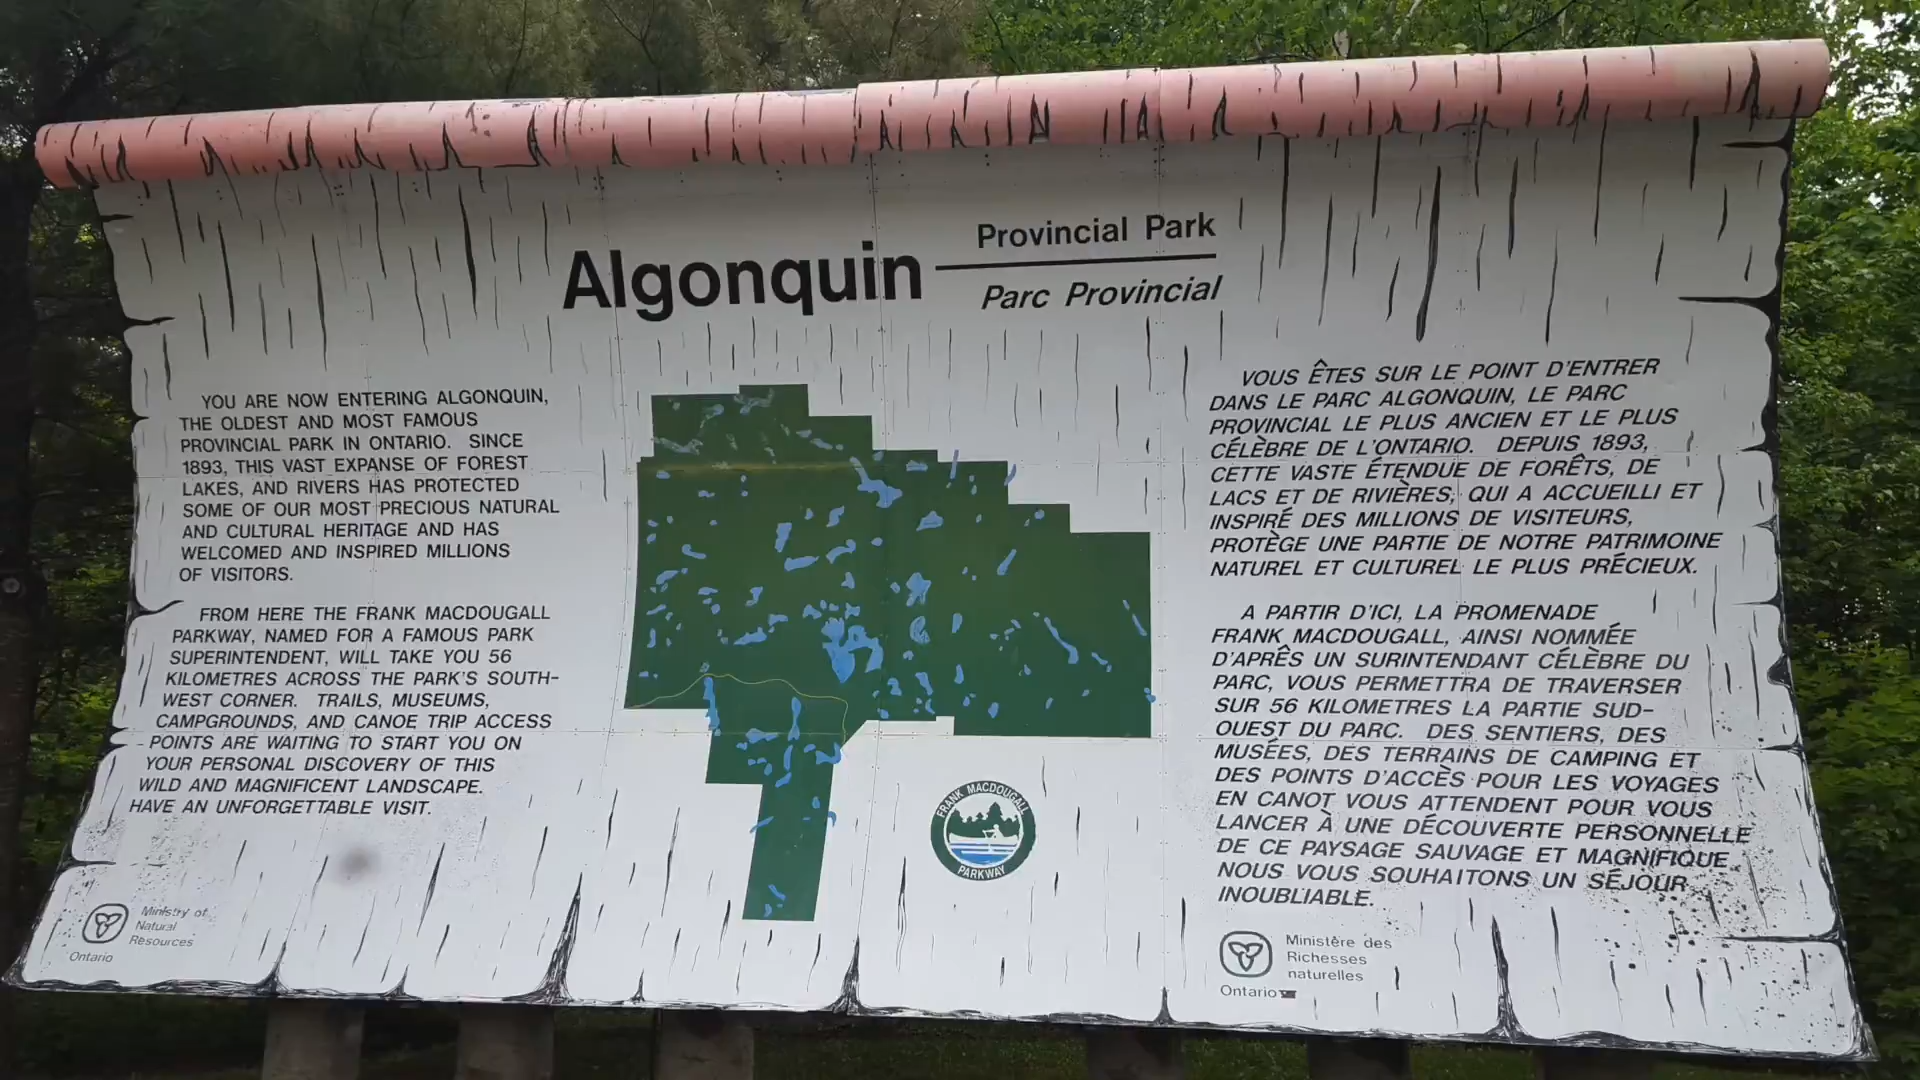 Algonquin
Provincial Park
Parc Provincial
YOU ARE NOW ENTERING ALGONQUIN,
THE OLDEST AND MOST FAMOUS
PROVINCIAL PARK IN ONTARIO. SINCE
1893, THIS VAST EXPANSE OF FOREST
LAKES, AND RIVERS HAS PROTECTED
SOME OF OUR MOST PRECIOUS NATURAL
AND CULTURAL HERITAGE AND HAS
WELCOMED AND INSPIRED MILLIONS
OF VISITORS.
FROM HERE THE FRANK MACDOUGALL
PARKWAY, NAMED FOR A FAMOUS PARK
SUPERINTENDENT, WILL TAKE YOU 56
KILOMETRES ACROSS THE PARK'S SOUTH-
WEST CORNER. TRAILS, MUSEUMS,
CAMPGROUNDS, AND CANOE TRIP ACCESS
POINTS ARE WAITING TO START YOU ON
YOUR PERSONAL DISCOVERY OF THIS
WILD AND MAGNIFICENT LANDSCAPE.
HAVE AN UNFORGETTABLE VISIT.
Ministry of
Natural
Resources
Ontario
FRANK MACDOUGALL
PARKWAY
VOUS ÊTES SUR LE POINT D'ENTRER
DANS LE PARC ALGONQUIN, LE PARC
PROVINCIAL LE PLUS ANCIEN ET LE PLUS
CÉLÈBRE DE L'ONTARIO. DEPUIS 1893,
CETTE VASTE ÉTENDUE DE FORÊTS, DE
LACS ET DE RIVIÈRES, QUI A ACCUEILLI ET
INSPIRÉ DES MILLIONS DE VISITEURS,
PROTÈGE UNE PARTIE DE NOTRE PATRIMOINE
NATUREL ET CULTUREL LE PLUS PRÉCIEUX.
A PARTIR D'ICI, LA PROMENADE
FRANK MACDOUGALL, AINSI NOMMÉE
D'APRÊS UN SURINTENDANT CÉLÈBRE DU
PARC, VOUS PERMETTRA DE TRAVERSER
SUR 56 KILOMETRES LA PARTIE SUD-
OUEST DU PARC. DES SENTIERS, DES
MUSÉES, DES TERRAINS DE CAMPING ET
DES POINTS D'ACCÈS POUR LES VOYAGES
EN CANOT VOUS ATTENDENT POUR VOUS
LANCER À UNE DÉCOUVERTE PERSONNELLE
DE CE PAYSAGE SAUVAGE ET MAGNIFIQUE.
NOUS VOUS SOUHAITONS UN SÉJOUR
INOUBLIABLE.
Ministère des
Richesses
naturelles
Ontario